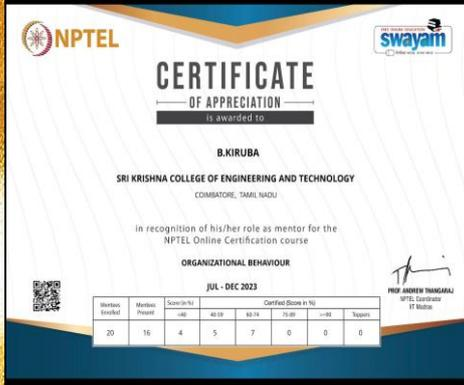 NPTEL
FREE ONLINE EDUCATION
swayam
CERTIFICATE
OF APPRECIATION
is awarded to
B.KIRUBA
SRI KRISHNA COLLEGE OF ENGINEERING AND TECHNOLOGY
COIMBATORE, TAMIL NADU
in recognition of his/her role as mentor for the
NPTEL Online Certification course
ORGANIZATIONAL BEHAVIOUR
JUL - DEC 2023
PROF. ANDREW THANGARAJ
NPTEL Coordinator
IIT Madras
Mentees Enrolled Mentees Present Score (in %) Certified (Score in %)
<40 40-59 60-74 75-89 >=90 Toppers
20 16 4 5 7 0 0 0